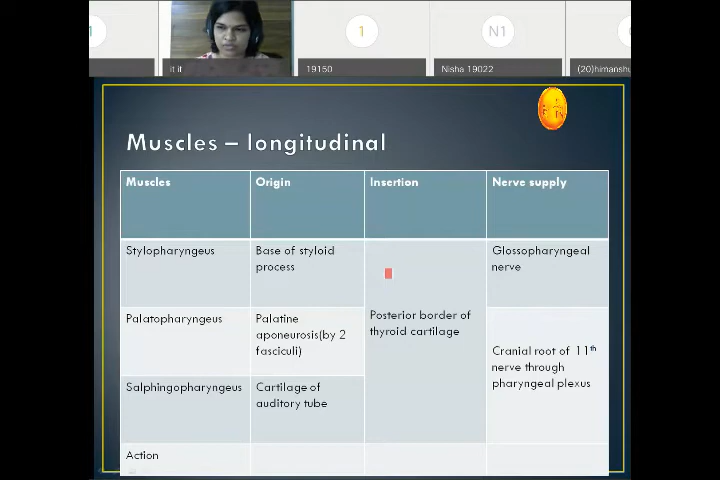 1
it it
19150
N1
Nisha 19022
(20)himanshu
Muscles – longitudinal
Muscles
Origin
Insertion
Nerve supply
Stylopharyngeus
Base of styloid
process
Posterior border of
thyroid cartilage
Glossopharyngeal
nerve
Palatopharyngeus
Palatine
aponeurosis(by 2
fasciculi)
Cranial root of 11th
nerve through
pharyngeal plexus
Salphingopharyngeus
Cartilage of
auditory tube
Action